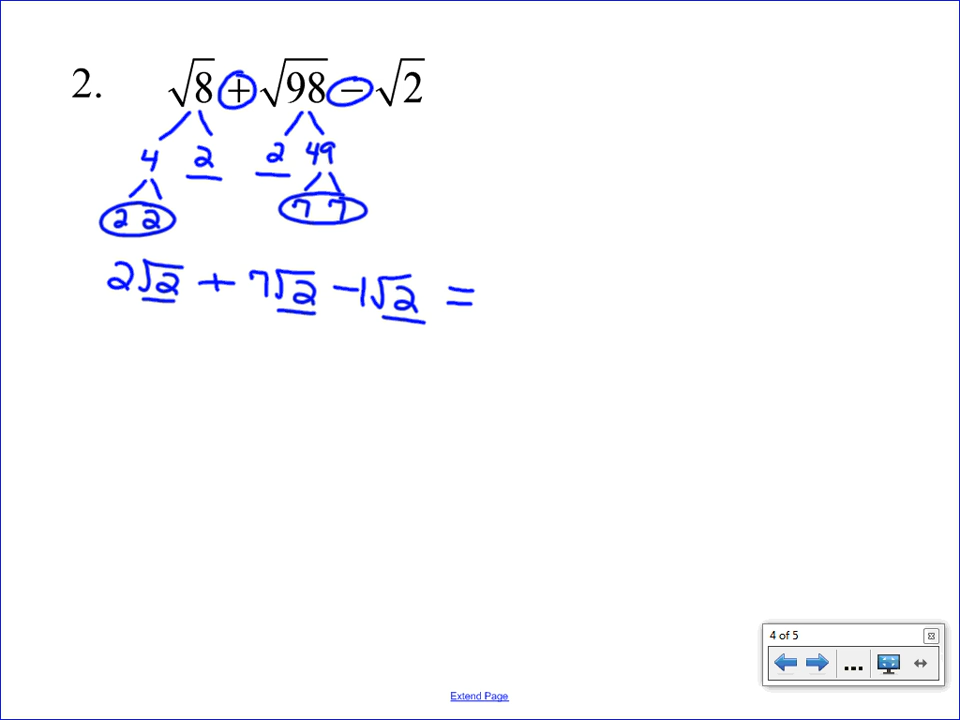 2. √8 + √98 − √2
4 2 2 49
2 2 7 7
2√2 + 7√2 −1√2 =
4 of 5
...
Extend Page